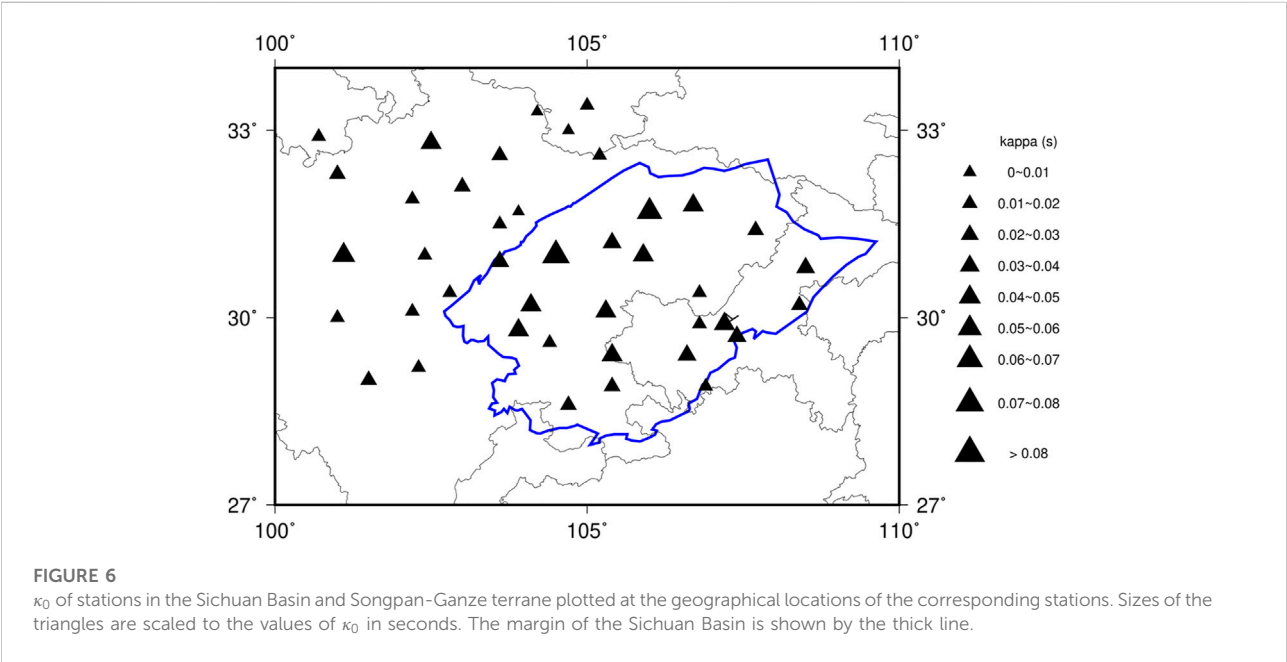 100° 105° 110°
33° 33°
30° 30°
27° 27°
100° 105° 110°
kappa (s)
0~0.01
0.01~0.02
0.02~0.03
0.03~0.04
0.04~0.05
0.05~0.06
0.06~0.07
0.07~0.08
> 0.08
FIGURE 6
κ₀ of stations in the Sichuan Basin and Songpan-Ganze terrane plotted at the geographical locations of the corresponding stations. Sizes of the
triangles are scaled to the values of κ₀ in seconds. The margin of the Sichuan Basin is shown by the thick line.